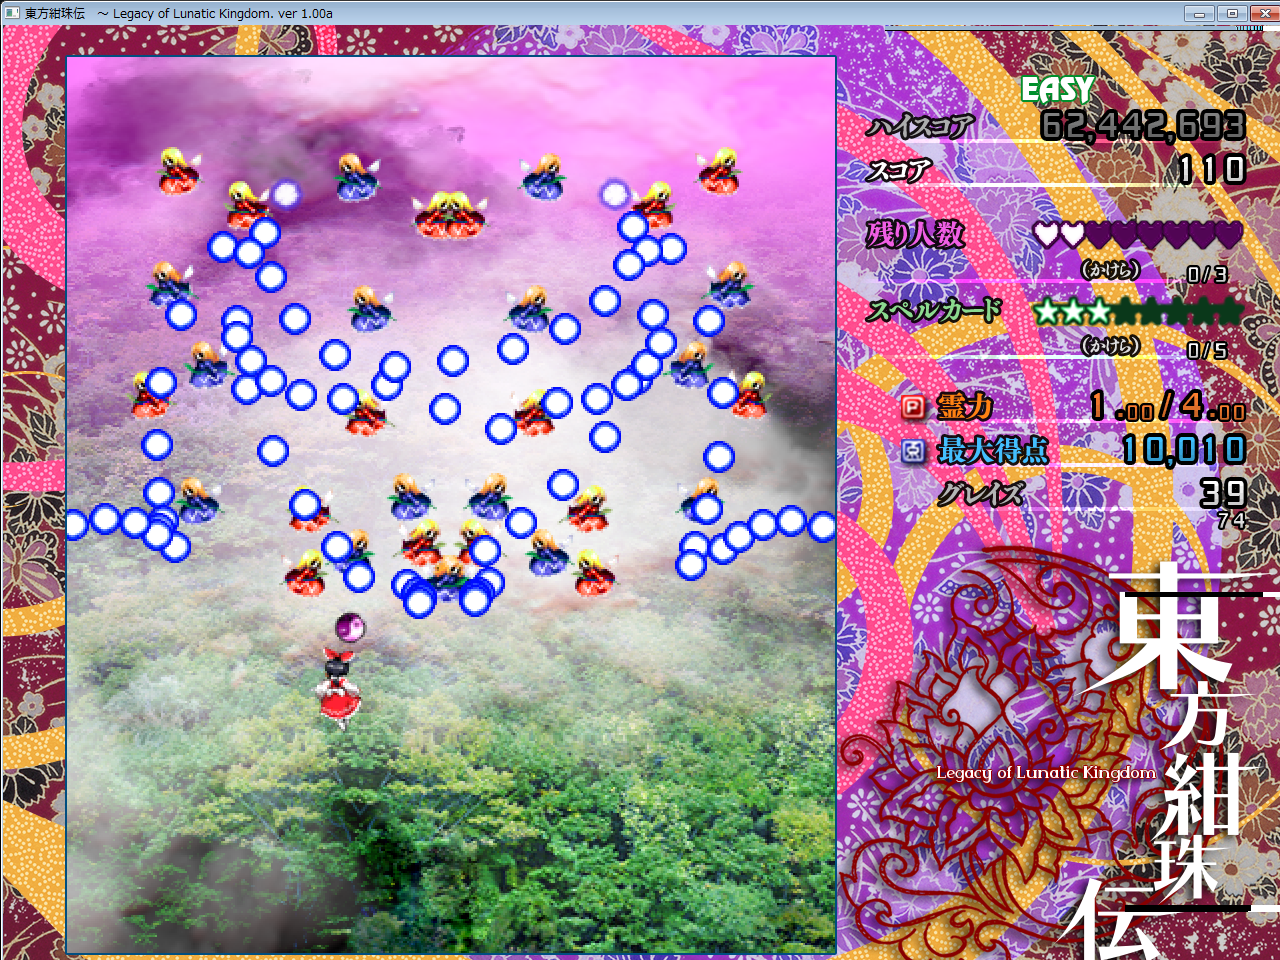 東方紺珠伝　～ Legacy of Lunatic Kingdom. ver 1.00a
EASY
ハイスコア 62,442,693
スコア 110
残り人数
(かけら) 0/3
スペルカード
(かけら) 0/5
霊力 1.00/4.00
最大得点 10,010
グレイズ 39
74
東方紺珠伝
Legacy of Lunatic Kingdom